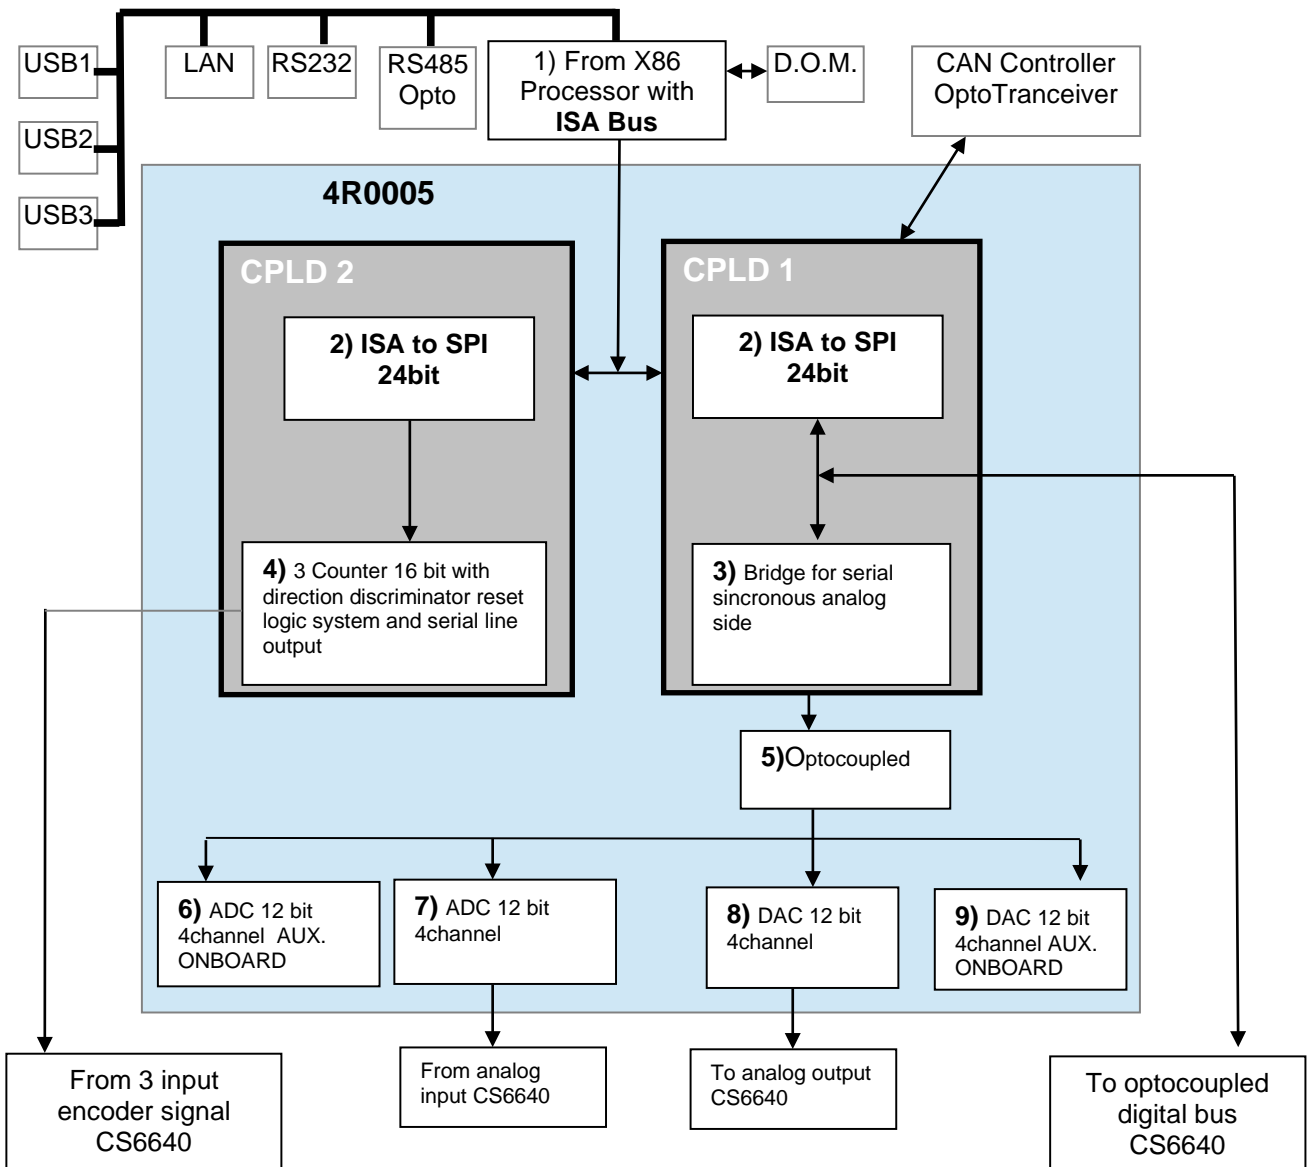 USB1
LAN
RS232
RS485
Opto
1) From X86
Processor with
ISA Bus
D.O.M.
CAN Controller
OptoTranceiver
USB2
USB3
4R0005
CPLD 2
CPLD 1
2) ISA to SPI
24bit
2) ISA to SPI
24bit
4) 3 Counter 16 bit with
direction discriminator reset
logic system and serial line
output
3) Bridge for serial
sincronous analog
side
5)Optocoupled
6) ADC 12 bit
4channel AUX.
ONBOARD
7) ADC 12 bit
4channel
8) DAC 12 bit
4channel
9) DAC 12 bit
4channel AUX.
ONBOARD
From 3 input
encoder signal
CS6640
From analog
input CS6640
To analog output
CS6640
To optocoupled
digital bus
CS6640